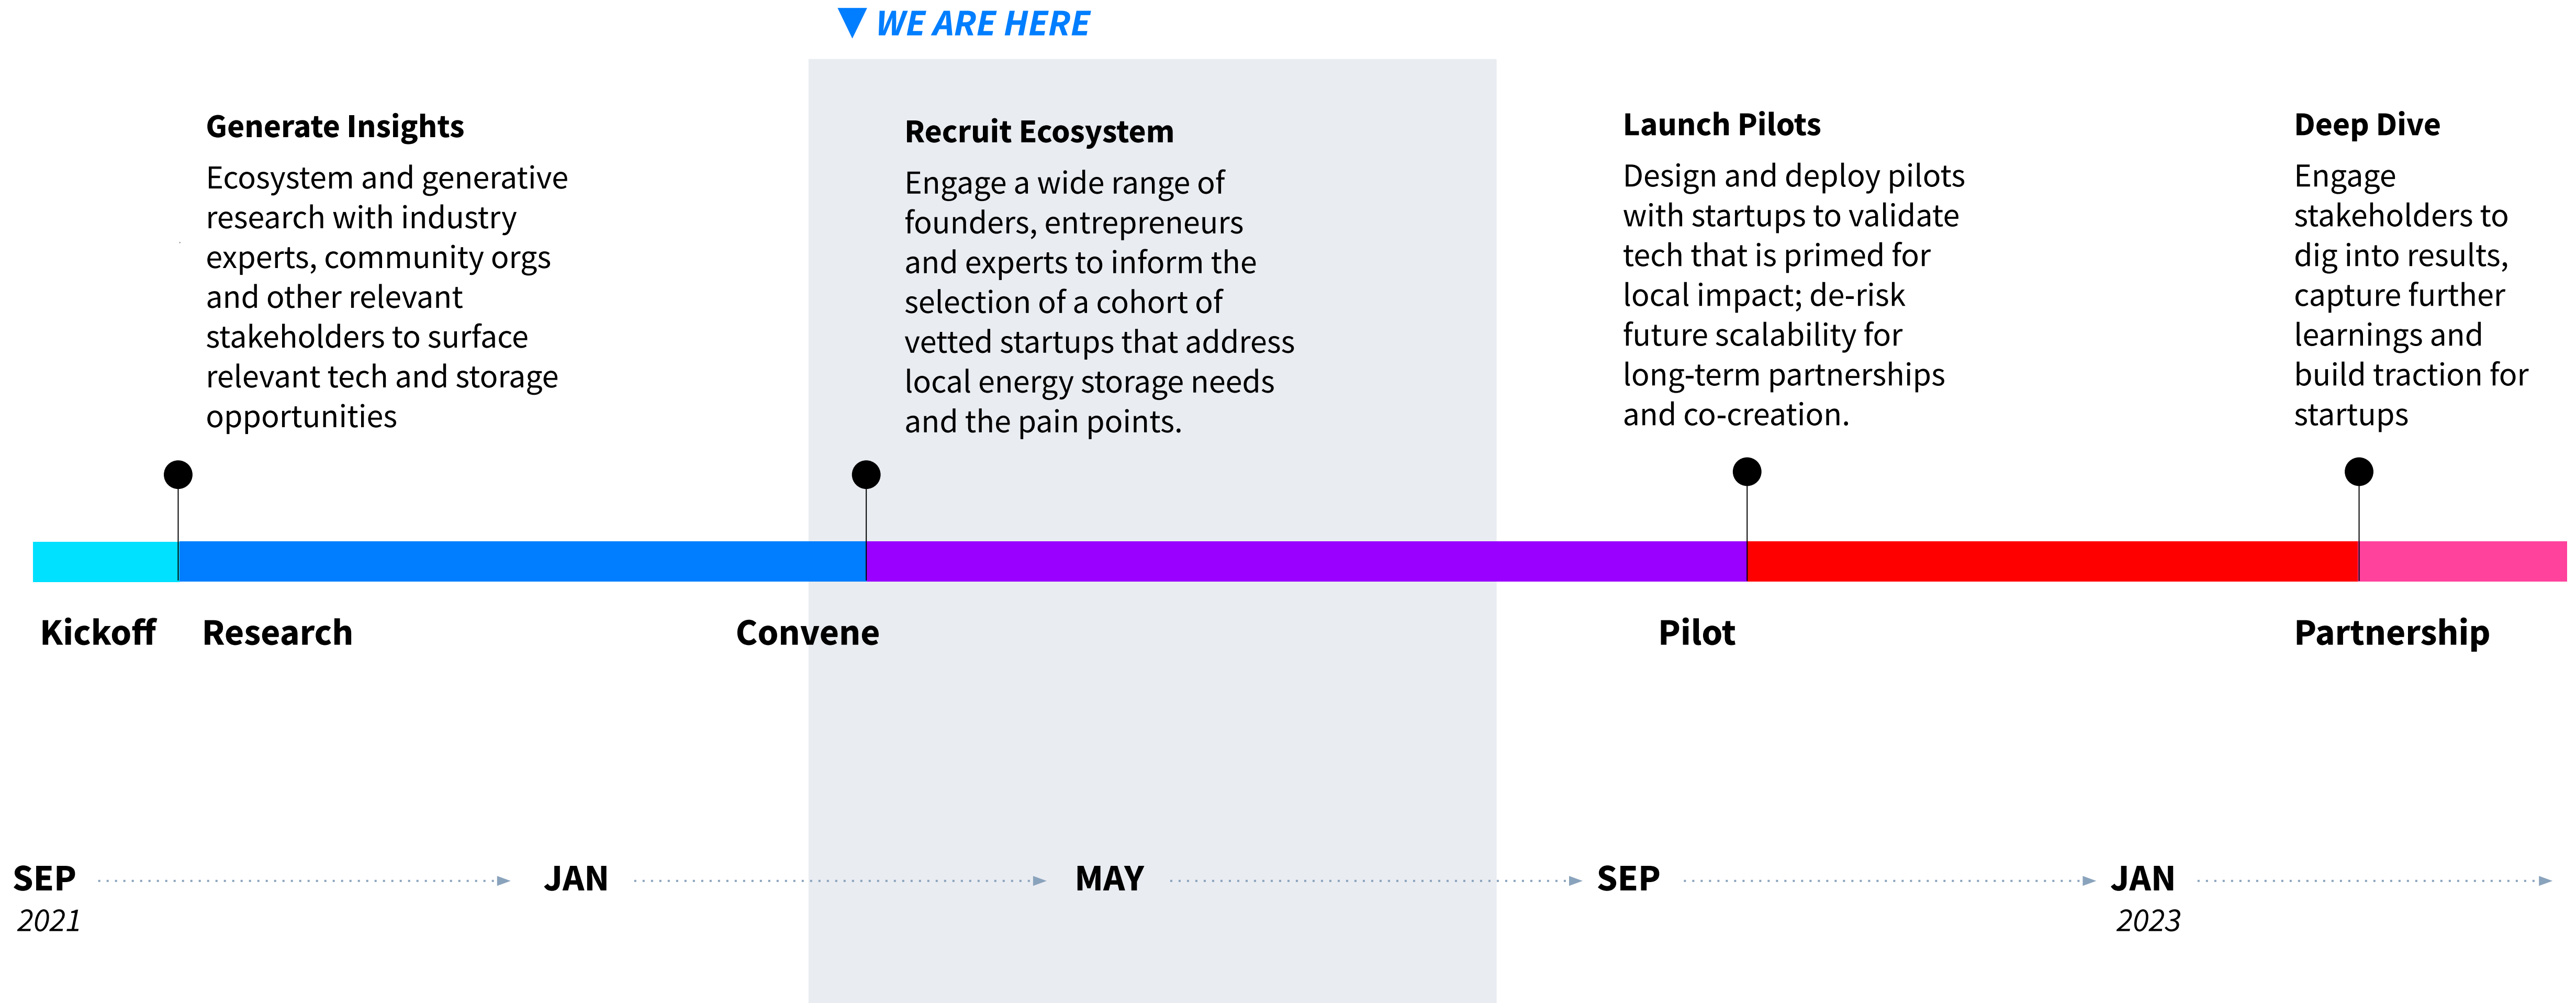 WE ARE HERE
Generate Insights
Ecosystem and generative
research with industry
experts, community orgs
and other relevant
stakeholders to surface
relevant tech and storage
opportunities
Recruit Ecosystem
Engage a wide range of
founders, entrepreneurs
and experts to inform the
selection of a cohort of
vetted startups that address
local energy storage needs
and the pain points.
Launch Pilots
Design and deploy pilots
with startups to validate
tech that is primed for
local impact; de-risk
future scalability for
long-term partnerships
and co-creation.
Deep Dive
Engage
stakeholders to
dig into results,
capture further
learnings and
build traction for
startups
Kickoff
Research
Convene
Pilot
Partnership
SEP
2021
JAN
MAY
SEP
JAN
2023